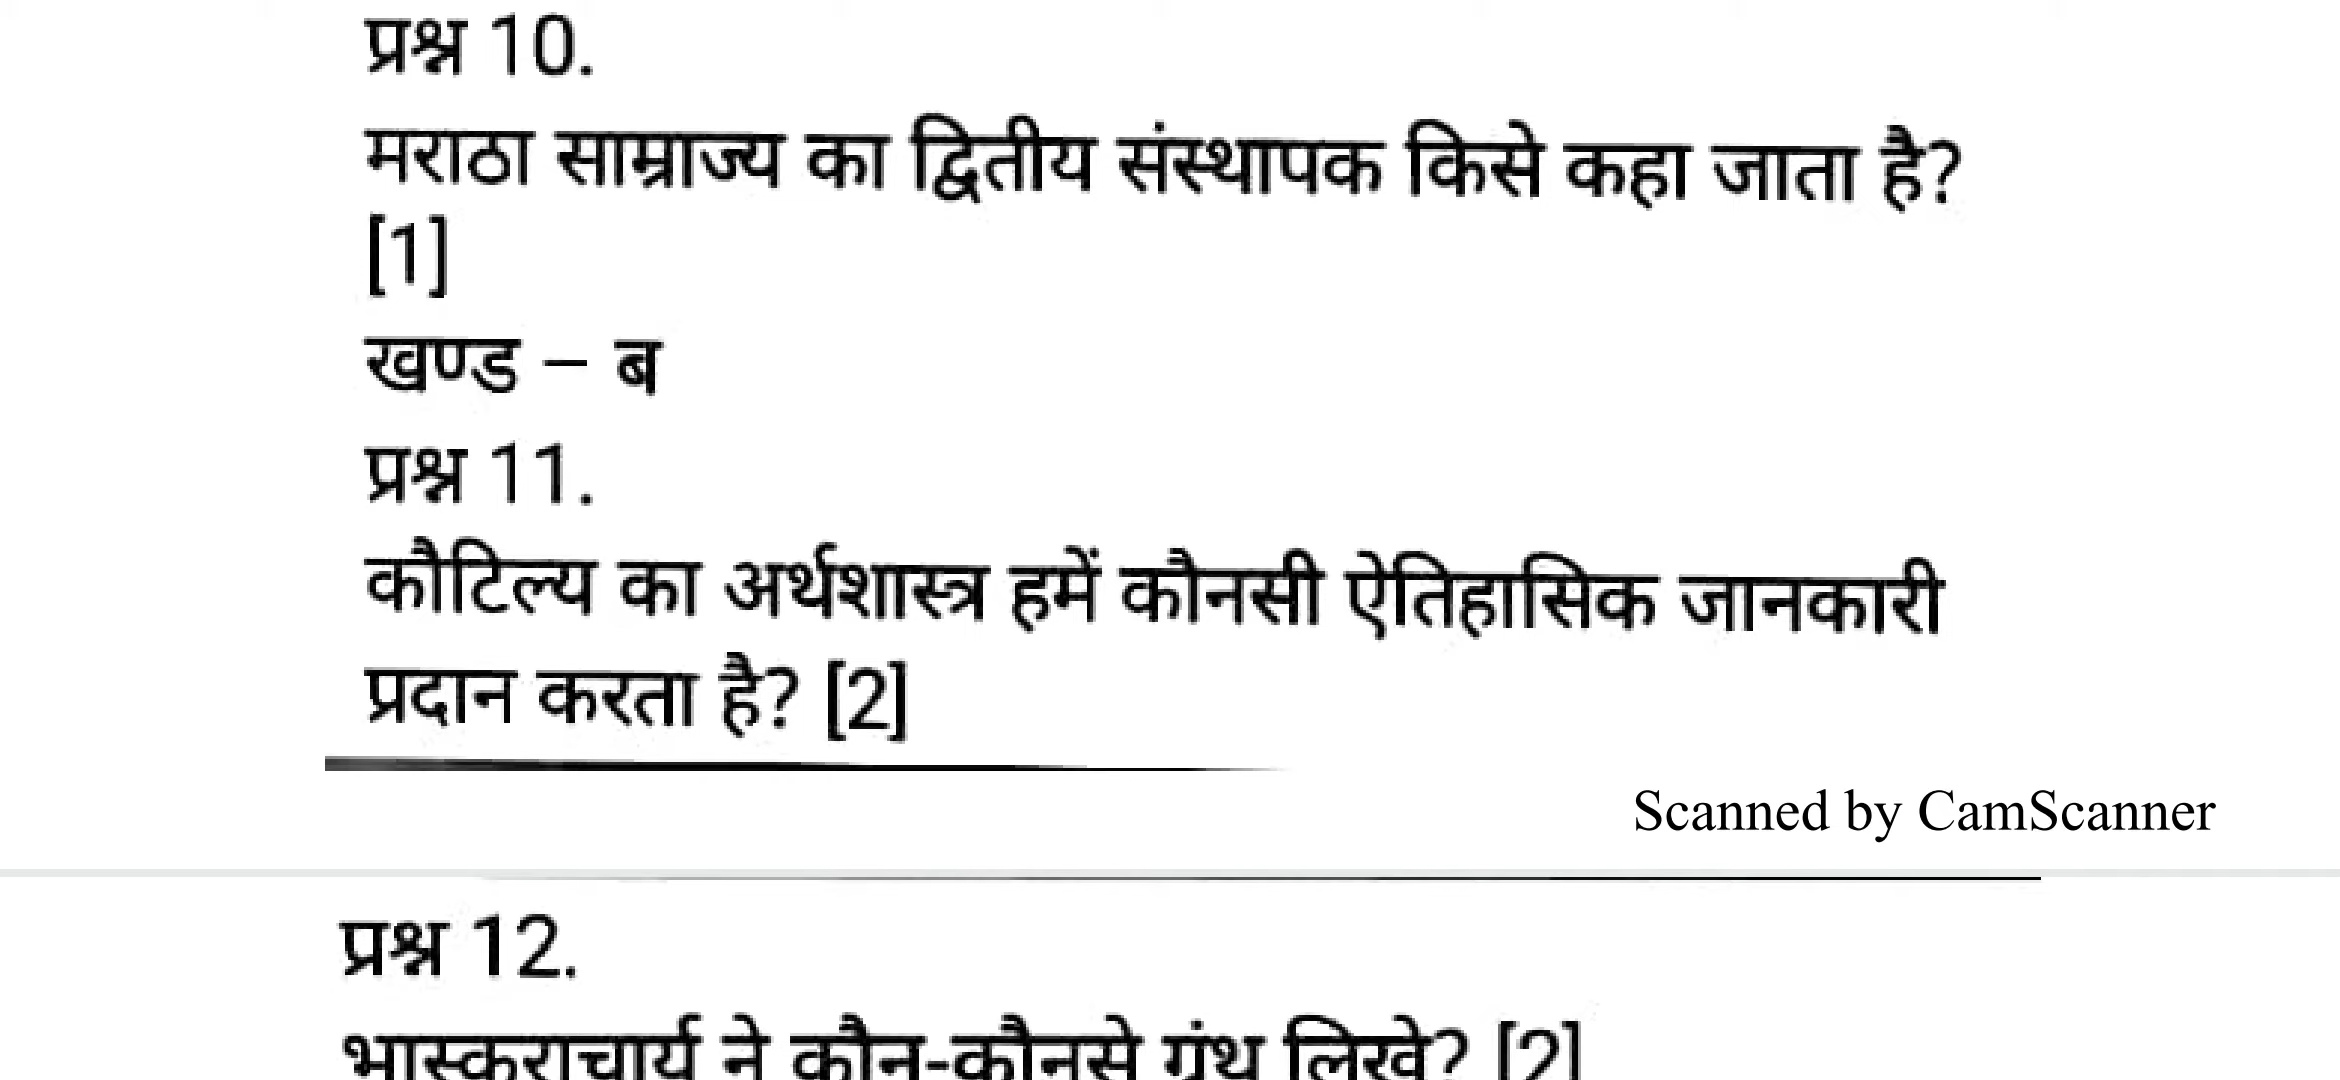 प्रश्न 10.
मराठा साम्राज्य का द्वितीय संस्थापक किसे कहा जाता है?
[1]
खण्ड – ब
प्रश्न 11.
कौटिल्य का अर्थशास्त्र हमें कौनसी ऐतिहासिक जानकारी
प्रदान करता है? [2]
Scanned by CamScanner
प्रश्न 12.
भास्कराचार्य ने कौन-कौनसे ग्रंथ लिखे? [2]